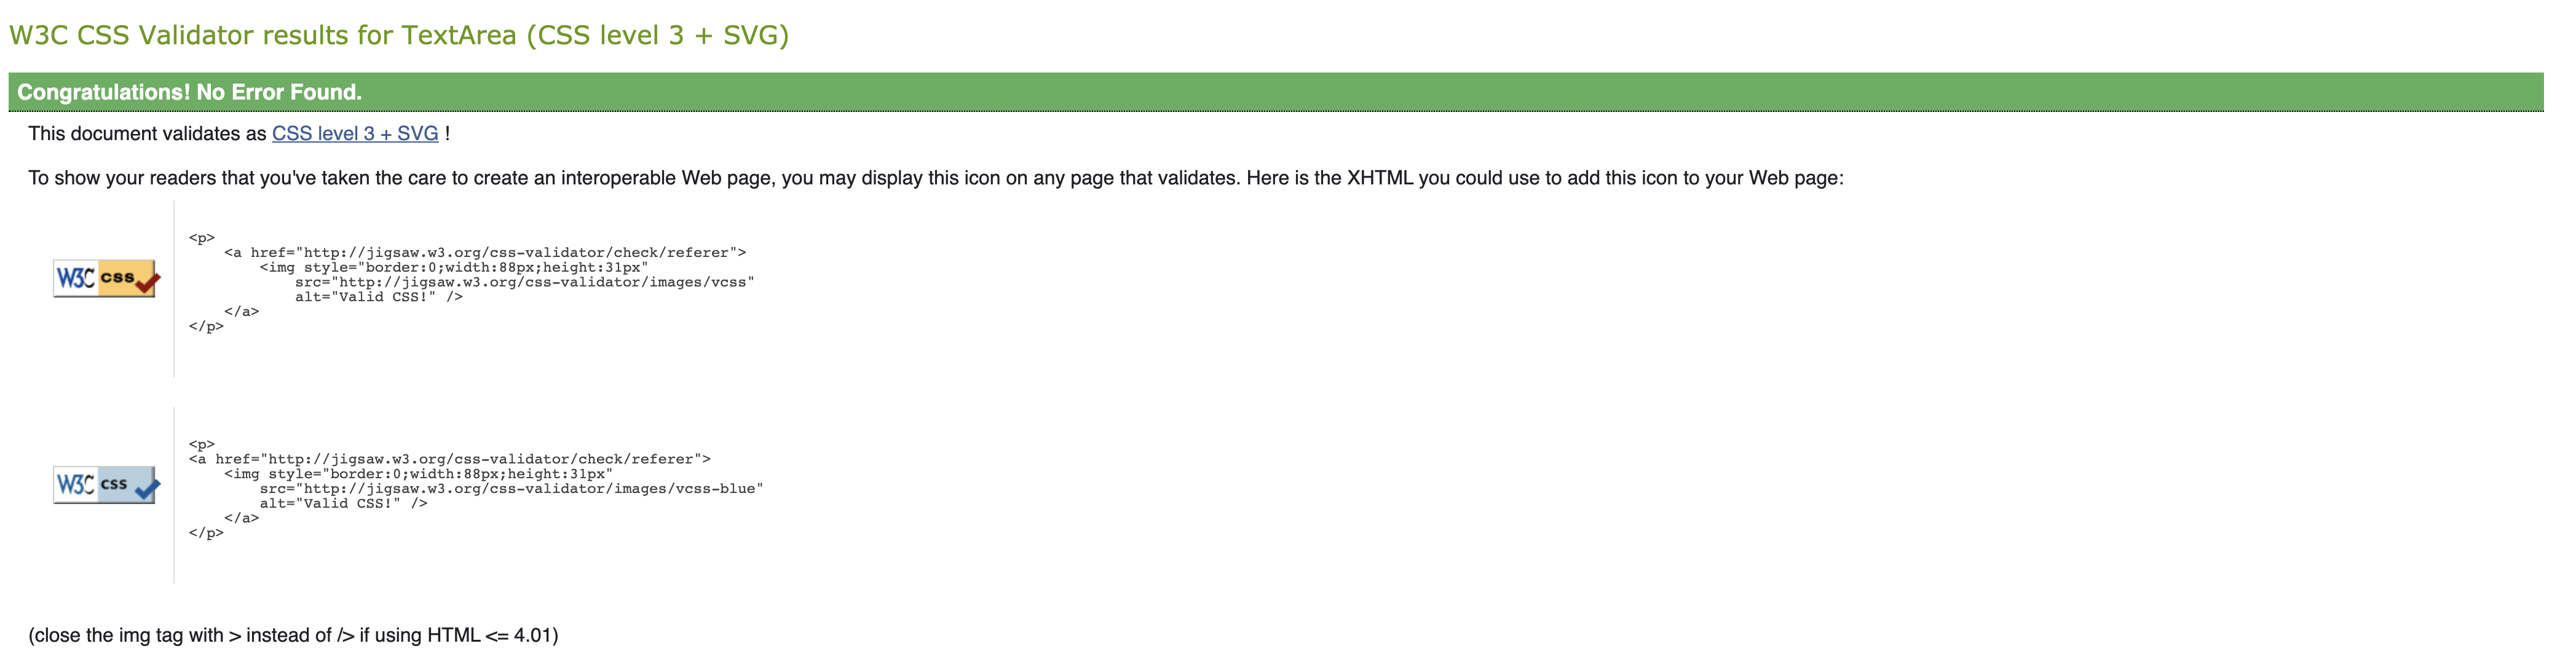 W3C CSS Validator results for TextArea (CSS level 3 + SVG)
Congratulations! No Error Found.
This document validates as CSS level 3 + SVG !
To show your readers that you've taken the care to create an interoperable Web page, you may display this icon on any page that validates. Here is the XHTML you could use to add this icon to your Web page:
W3C css
<p>
    <a href="http://jigsaw.w3.org/css-validator/check/referer">
        <img style="border:0;width:88px;height:31px"
            src="http://jigsaw.w3.org/css-validator/images/vcss"
            alt="Valid CSS!" />
    </a>
</p>
W3C css
<p>
<a href="http://jigsaw.w3.org/css-validator/check/referer">
    <img style="border:0;width:88px;height:31px"
        src="http://jigsaw.w3.org/css-validator/images/vcss-blue"
        alt="Valid CSS!" />
    </a>
</p>
(close the img tag with > instead of /> if using HTML <= 4.01)